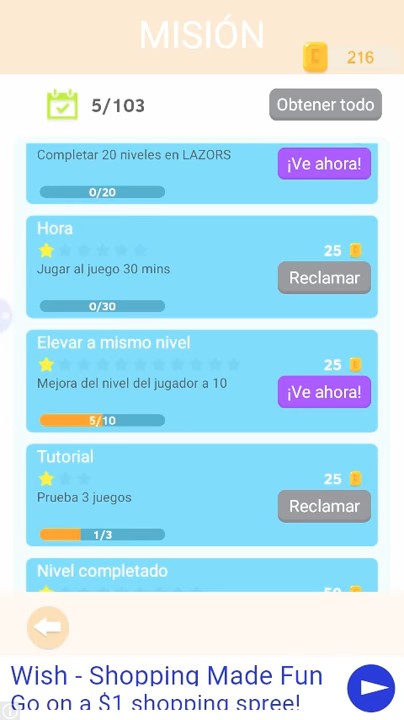 MISIÓN
216
5/103
Obtener todo
Completar 20 niveles en LAZORS
¡Ve ahora!
0/20
Hora
25
Jugar al juego 30 mins
Reclamar
0/30
Elevar a mismo nivel
25
Mejora del nivel del jugador a 10
¡Ve ahora!
5/10
Tutorial
25
Prueba 3 juegos
Reclamar
1/3
Nivel completado
50
Wish - Shopping Made Fun
Go on a $1 shopping spree!